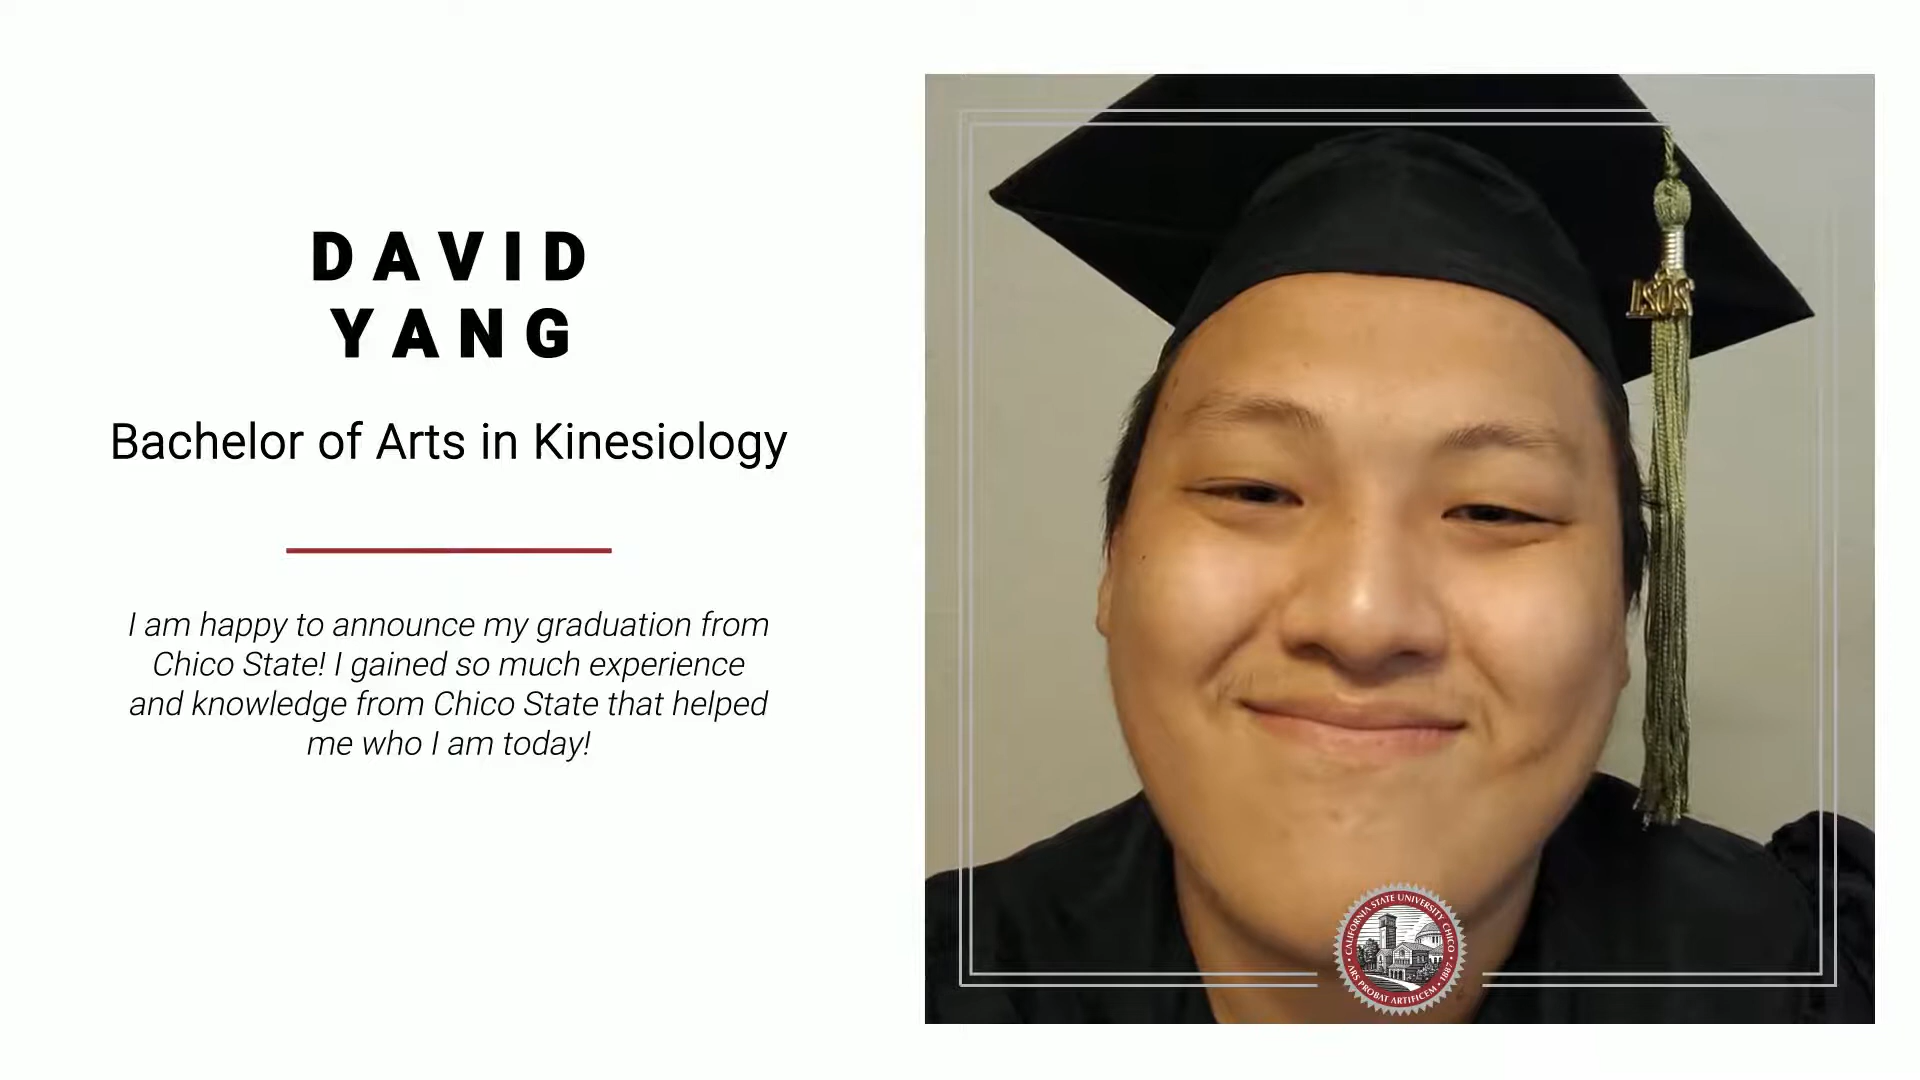 DAVID
YANG
Bachelor of Arts in Kinesiology
I am happy to announce my graduation from
Chico State! I gained so much experience
and knowledge from Chico State that helped
me who I am today!
2021
CALIFORNIA STATE UNIVERSITY CHICO
ARS PROBAT ARTIFICEM • 1887